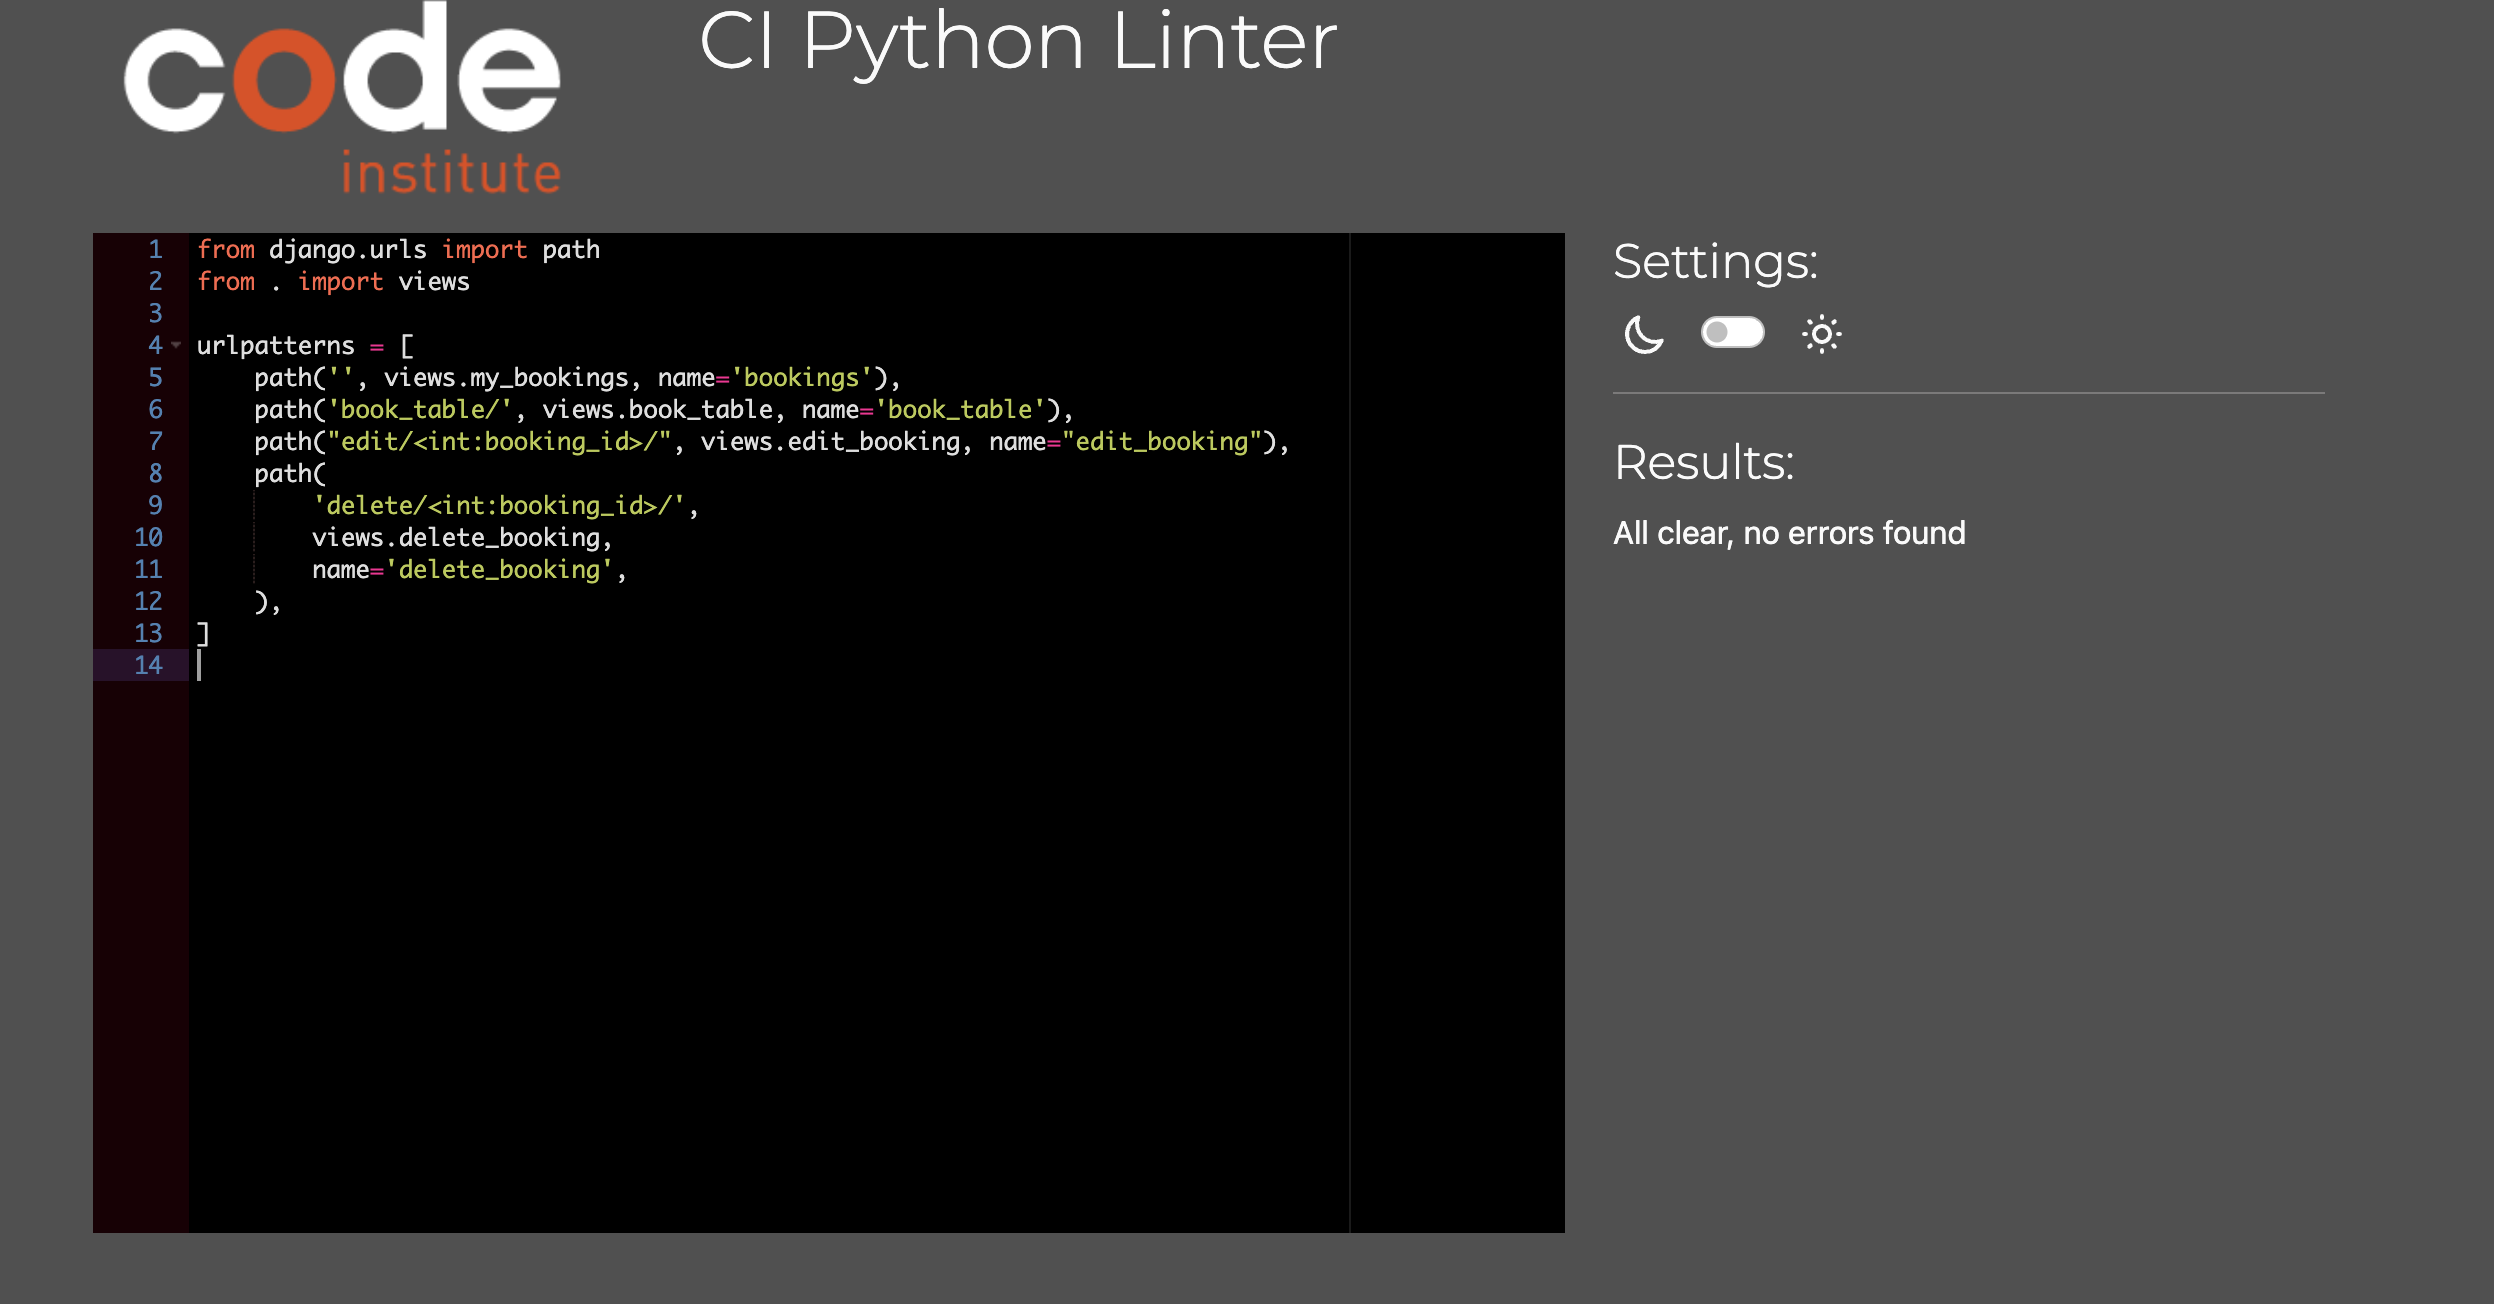 code
institute
CI Python Linter
1 from django.urls import path
2 from . import views
3
4 urlpatterns = [
5     path('', views.my_bookings, name='bookings'),
6     path('book_table/', views.book_table, name='book_table'),
7     path("edit/<int:booking_id>/", views.edit_booking, name="edit_booking"),
8     path(
9         'delete/<int:booking_id>/',
10         views.delete_booking,
11         name='delete_booking',
12     ),
13 ]
14
Settings:
Results:
All clear, no errors found